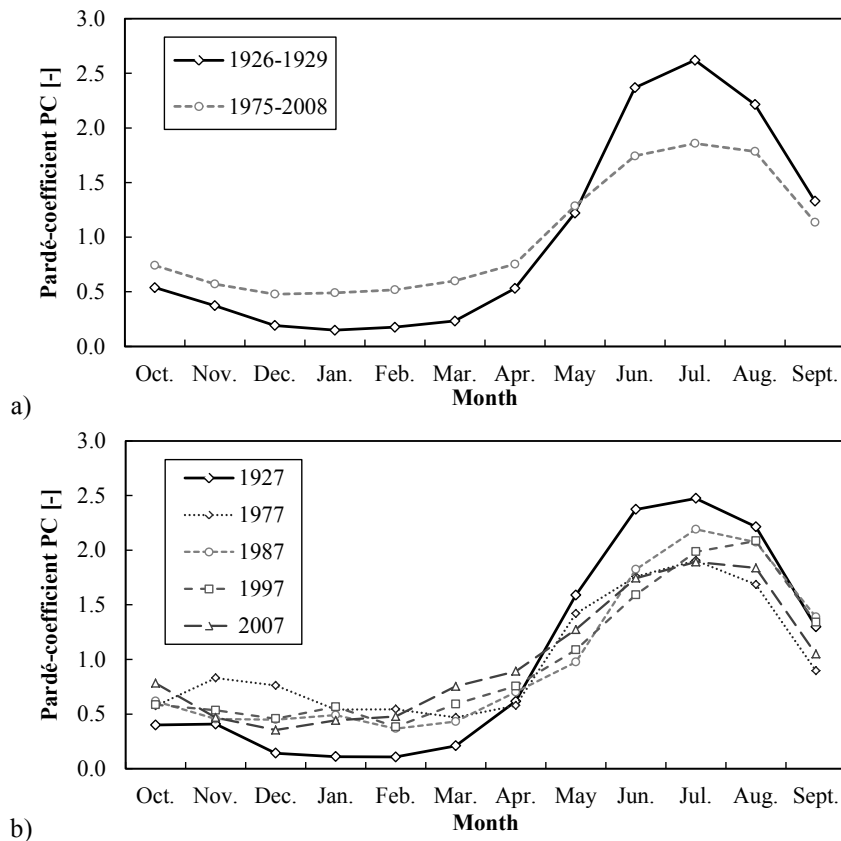 3.0
2.5
2.0
1.5
1.0
0.5
0.0
Pardé-coefficient PC [-]
1926-1929
1975-2008
Oct. Nov. Dec. Jan. Feb. Mar. Apr. May Jun. Jul. Aug. Sept.
Month
a)
3.0
2.5
2.0
1.5
1.0
0.5
0.0
Pardé-coefficient PC [-]
1927
1977
1987
1997
2007
Oct. Nov. Dec. Jan. Feb. Mar. Apr. May Jun. Jul. Aug. Sept.
Month
b)